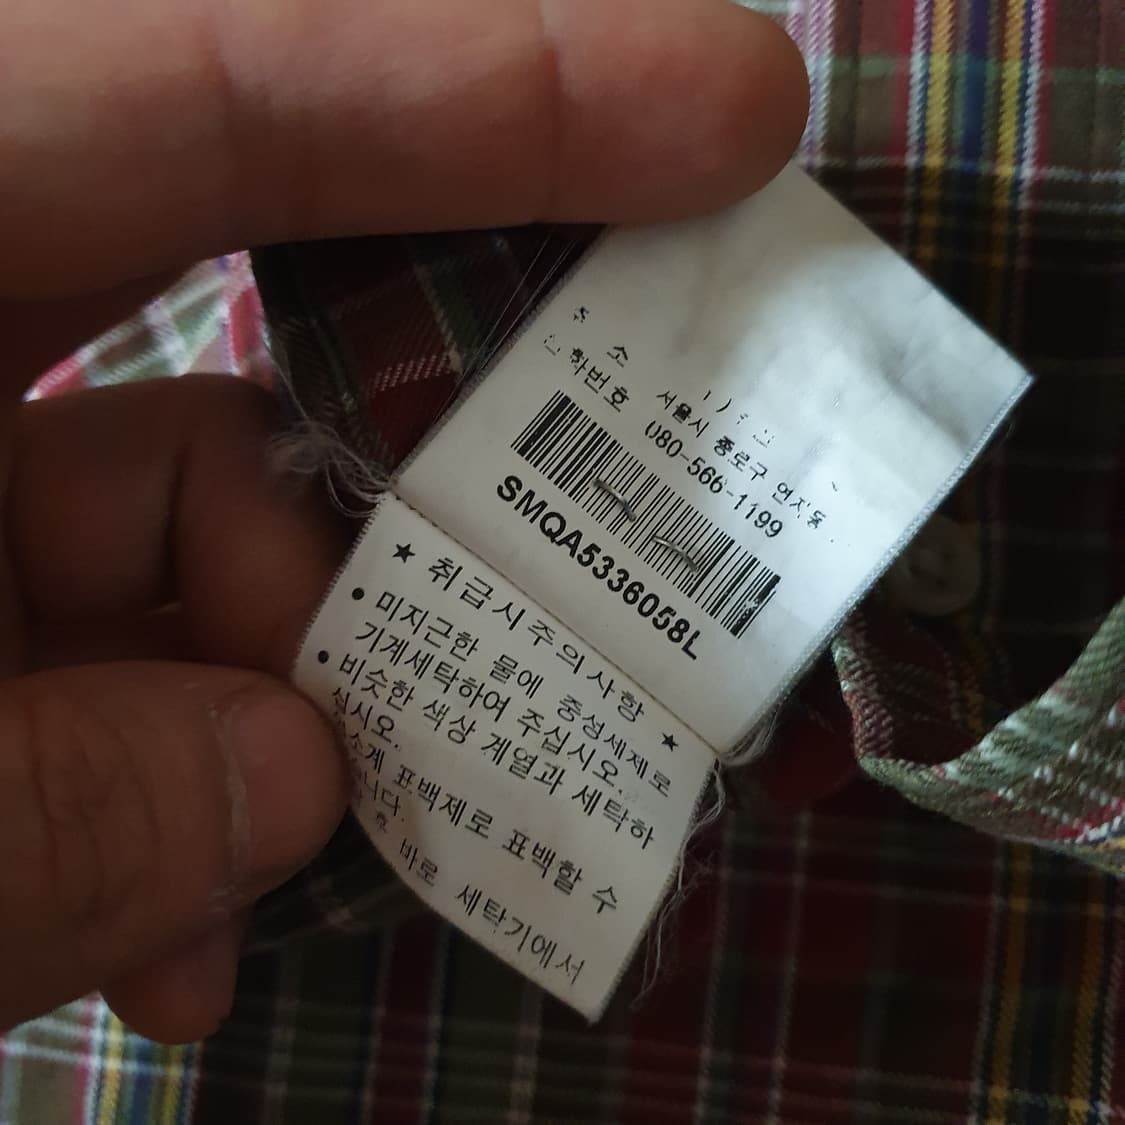 소 서울시 종로구 연지동
화번호 080-566-1199
SMQA5336058L
★ 취급시주의사항 ★
● 미지근한 물에 중성세제로
기계세탁하여 주십시오.
● 비슷한 색상 계열과 세탁하
십시오.
소계 표백제로 표백할 수
니다.
후 바로 세탁기에서